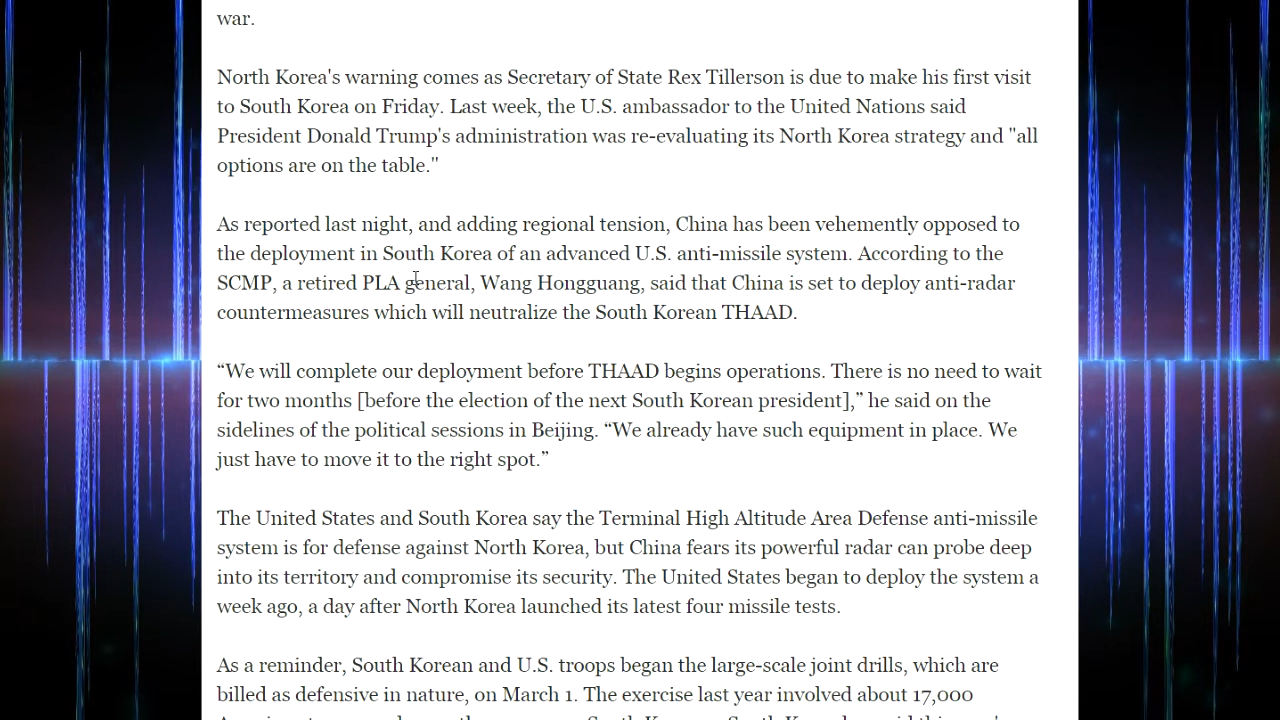 war.
North Korea's warning comes as Secretary of State Rex Tillerson is due to make his first visit
to South Korea on Friday. Last week, the U.S. ambassador to the United Nations said
President Donald Trump's administration was re-evaluating its North Korea strategy and "all
options are on the table."
As reported last night, and adding regional tension, China has been vehemently opposed to
the deployment in South Korea of an advanced U.S. anti-missile system. According to the
SCMP, a retired PLA general, Wang Hongguang, said that China is set to deploy anti-radar
countermeasures which will neutralize the South Korean THAAD.
“We will complete our deployment before THAAD begins operations. There is no need to wait
for two months [before the election of the next South Korean president],” he said on the
sidelines of the political sessions in Beijing. “We already have such equipment in place. We
just have to move it to the right spot.”
The United States and South Korea say the Terminal High Altitude Area Defense anti-missile
system is for defense against North Korea, but China fears its powerful radar can probe deep
into its territory and compromise its security. The United States began to deploy the system a
week ago, a day after North Korea launched its latest four missile tests.
As a reminder, South Korean and U.S. troops began the large-scale joint drills, which are
billed as defensive in nature, on March 1. The exercise last year involved about 17,000